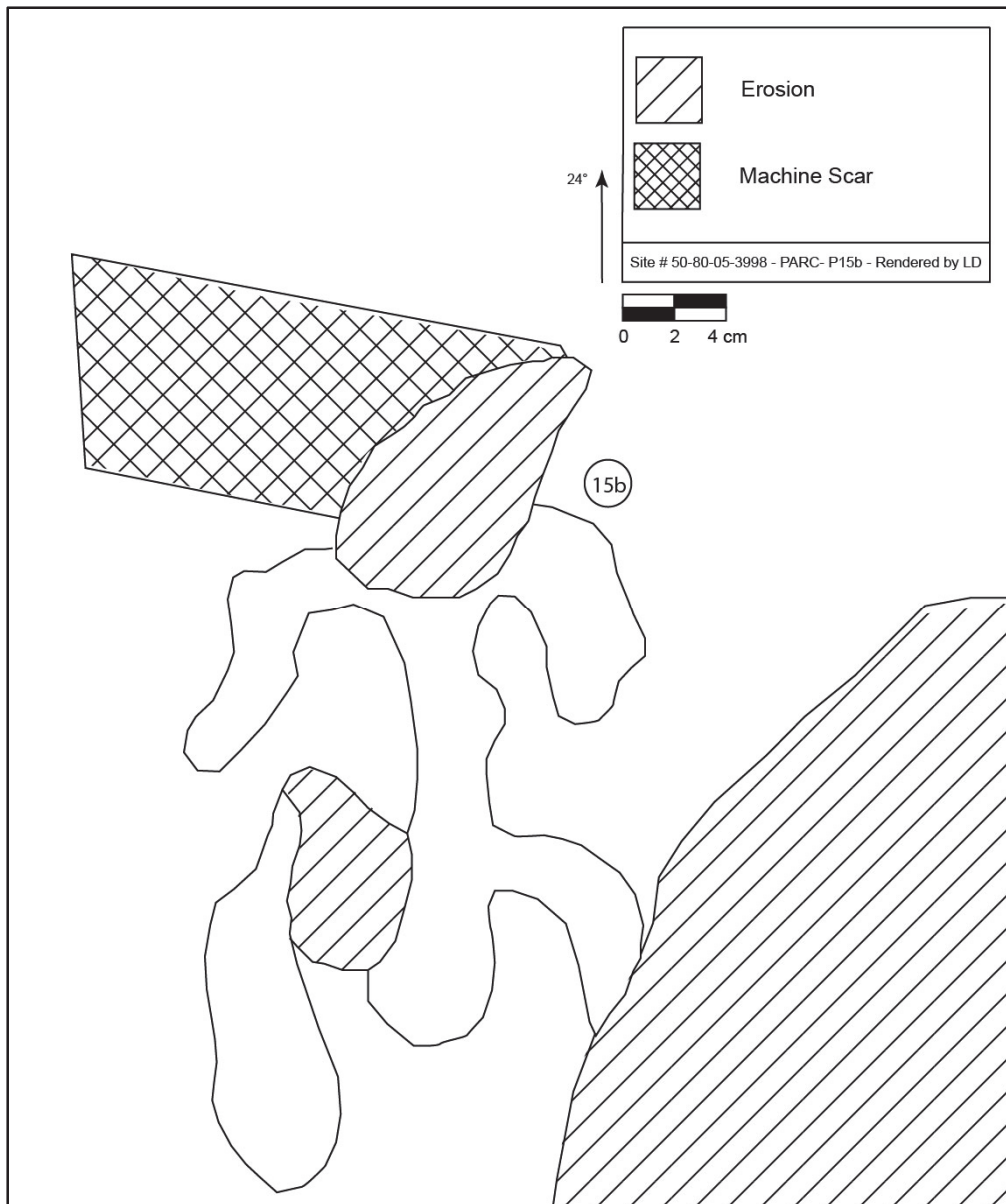 Erosion
Machine Scar
24°
Site # 50-80-05-3998 - PARC- P15b - Rendered by LD
0 2 4 cm
15b